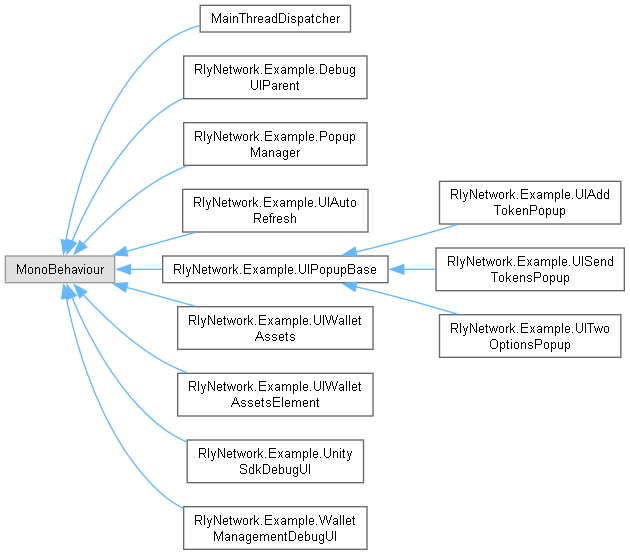 MainThreadDispatcher
RlyNetwork.Example.Debug
UIParent
RlyNetwork.Example.Popup
Manager
RlyNetwork.Example.UIAuto
Refresh
MonoBehaviour
RlyNetwork.Example.UIPopupBase
RlyNetwork.Example.UIAdd
TokenPopup
RlyNetwork.Example.UISend
TokensPopup
RlyNetwork.Example.UITwo
OptionsPopup
RlyNetwork.Example.UIWallet
Assets
RlyNetwork.Example.UIWallet
AssetsElement
RlyNetwork.Example.Unity
SdkDebugUI
RlyNetwork.Example.Wallet
ManagementDebugUI